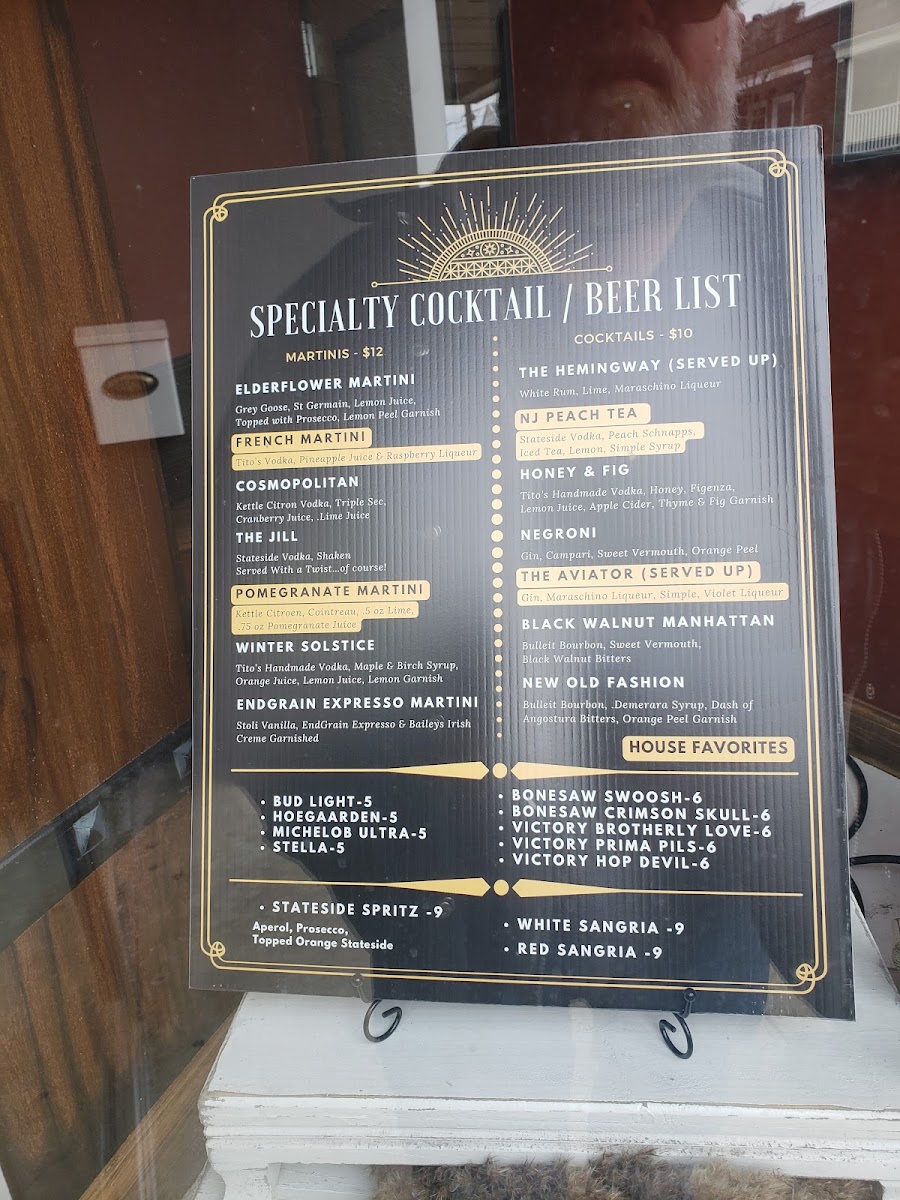 SPECIALTY COCKTAIL / BEER LIST
MARTINIS - $12
ELDERFLOWER MARTINI
Grey Goose, St Germain, Lemon Juice,
Topped with Prosecco, Lemon Peel Garnish
FRENCH MARTINI
Tito's Vodka, Pineapple Juice & Raspberry Liqueur
COSMOPOLITAN
Kettle Citron Vodka, Triple Sec,
Cranberry Juice, .Lime Juice
THE JILL
Stateside Vodka, Shaken
Served With a Twist...of course!
POMEGRANATE MARTINI
Kettle Citroen, Cointreau, .5 oz Lime,
.75 oz Pomegranate Juice
WINTER SOLSTICE
Tito's Handmade Vodka, Maple & Birch Syrup,
Orange Juice, Lemon Juice, Lemon Garnish
ENDGRAIN EXPRESSO MARTINI
Stoli Vanilla, EndGrain Expresso & Baileys Irish
Creme Garnished
COCKTAILS - $10
THE HEMINGWAY (SERVED UP)
White Rum, Lime, Maraschino Liqueur
NJ PEACH TEA
Stateside Vodka, Peach Schnapps,
Iced Tea, Lemon, Simple Syrup
HONEY & FIG
Tito's Handmade Vodka, Honey, Figenza,
Lemon Juice, Apple Cider, Thyme & Fig Garnish
NEGRONI
Gin, Campari, Sweet Vermouth, Orange Peel
THE AVIATOR (SERVED UP)
Gin, Maraschino Liqueur, Simple, Violet Liqueur
BLACK WALNUT MANHATTAN
Bulleit Bourbon, Sweet Vermouth,
Black Walnut Bitters
NEW OLD FASHION
Bulleit Bourbon, .Demerara Syrup, Dash of
Angostura Bitters, Orange Peel Garnish
HOUSE FAVORITES
• BUD LIGHT-5
• HOEGAARDEN-5
• MICHELOB ULTRA-5
• STELLA-5
• BONESAW SWOOSH-6
• BONESAW CRIMSON SKULL-6
• VICTORY BROTHERLY LOVE-6
• VICTORY PRIMA PILS-6
• VICTORY HOP DEVIL-6
• STATESIDE SPRITZ -9
Aperol, Prosecco,
Topped Orange Stateside
• WHITE SANGRIA -9
• RED SANGRIA -9